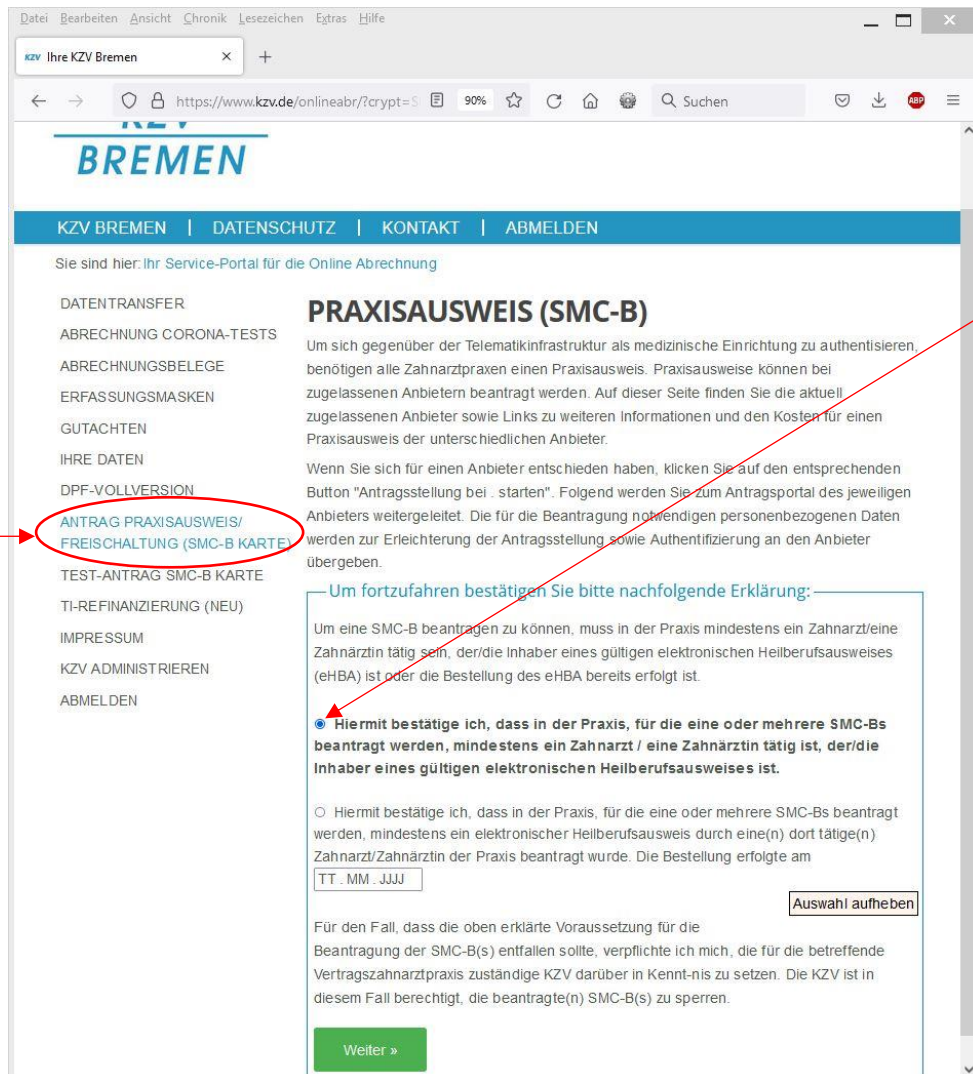 Datei Bearbeiten Ansicht Chronik Lesezeichen Extras Hilfe
KZV Ihre KZV Bremen
https://www.kzv.de/onlineabr/?crypt=S 90% Suchen ABP
KZV
BREMEN
KZV BREMEN | DATENSCHUTZ | KONTAKT | ABMELDEN
Sie sind hier: Ihr Service-Portal für die Online Abrechnung
DATENTRANSFER
ABRECHNUNG CORONA-TESTS
ABRECHNUNGSBELEGE
ERFASSUNGSMASKEN
GUTACHTEN
IHRE DATEN
DPF-VOLLVERSION
ANTRAG PRAXISAUSWEIS/
FREISCHALTUNG (SMC-B KARTE)
TEST-ANTRAG SMC-B KARTE
TI-REFINANZIERUNG (NEU)
IMPRESSUM
KZV ADMINISTRIEREN
ABMELDEN
PRAXISAUSWEIS (SMC-B)
Um sich gegenüber der Telematikinfrastruktur als medizinische Einrichtung zu authentisieren,
benötigen alle Zahnarztpraxen einen Praxisausweis. Praxisausweise können bei
zugelassenen Anbietern beantragt werden. Auf dieser Seite finden Sie die aktuell
zugelassenen Anbieter sowie Links zu weiteren Informationen und den Kosten für einen
Praxisausweis der unterschiedlichen Anbieter.
Wenn Sie sich für einen Anbieter entschieden haben, klicken Sie auf den entsprechenden
Button "Antragsstellung bei . starten". Folgend werden Sie zum Antragsportal des jeweiligen
Anbieters weitergeleitet. Die für die Beantragung notwendigen personenbezogenen Daten
werden zur Erleichterung der Antragsstellung sowie Authentifizierung an den Anbieter
übergeben.
Um fortzufahren bestätigen Sie bitte nachfolgende Erklärung:
Um eine SMC-B beantragen zu können, muss in der Praxis mindestens ein Zahnarzt/eine
Zahnärztin tätig sein, der/die Inhaber eines gültigen elektronischen Heilberufsausweises
(eHBA) ist oder die Bestellung des eHBA bereits erfolgt ist.
Hiermit bestätige ich, dass in der Praxis, für die eine oder mehrere SMC-Bs
beantragt werden, mindestens ein Zahnarzt / eine Zahnärztin tätig ist, der/die
Inhaber eines gültigen elektronischen Heilberufsausweises ist.
Hiermit bestätige ich, dass in der Praxis, für die eine oder mehrere SMC-Bs beantragt
werden, mindestens ein elektronischer Heilberufsausweis durch eine(n) dort tätige(n)
Zahnarzt/Zahnärztin der Praxis beantragt wurde. Die Bestellung erfolgte am
TT . MM . JJJJ
Auswahl aufheben
Für den Fall, dass die oben erklärte Voraussetzung für die
Beantragung der SMC-B(s) entfallen sollte, verpflichte ich mich, die für die betreffende
Vertragszahnarztpraxis zuständige KZV darüber in Kennt-nis zu setzen. Die KZV ist in
diesem Fall berechtigt, die beantragte(n) SMC-B(s) zu sperren.
Weiter »